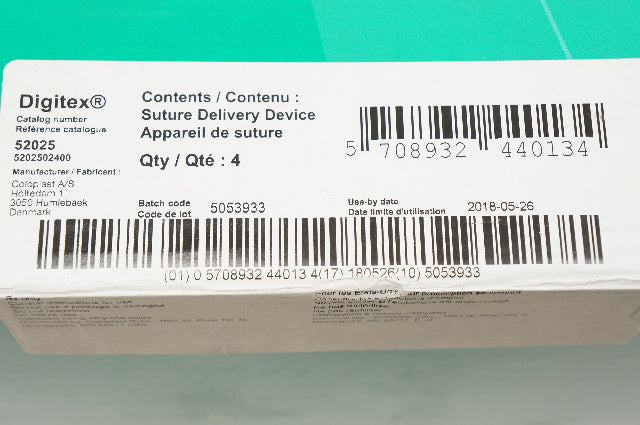 Digitex®
Catalog number
Référence catalogue
52025
5202502400
Manufacturer / Fabricant :
Coloplast A/S
Holtedam 1
3050 Humlebaek
Denmark
Contents / Contenu :
Suture Delivery Device
Appareil de suture
Qty / Qté : 4
5 708932 440134
Batch code
Code de lot
5053933
Use-by date
Date limite d'utilisation
2018-05-26
(01) 0 5708932 44013 4(17) 180526(10) 5053933